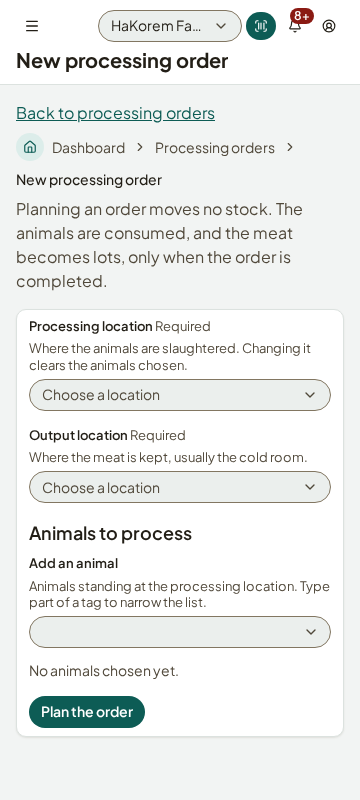 HaKorem Fa...
8+
New processing order
Back to processing orders
Dashboard
Processing orders
New processing order
Planning an order moves no stock. The
animals are consumed, and the meat
becomes lots, only when the order is
completed.
Processing location Required
Where the animals are slaughtered. Changing it
clears the animals chosen.
Choose a location
Output location Required
Where the meat is kept, usually the cold room.
Choose a location
Animals to process
Add an animal
Animals standing at the processing location. Type
part of a tag to narrow the list.
No animals chosen yet.
Plan the order